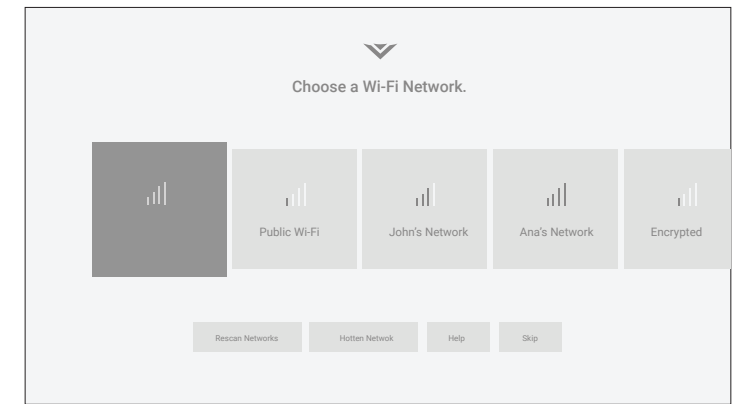 Choose a Wi-Fi Network.
Public Wi-Fi
John's Network
Ana's Network
Encrypted
Rescan Networks
Hotten Netwok
Help
Skip